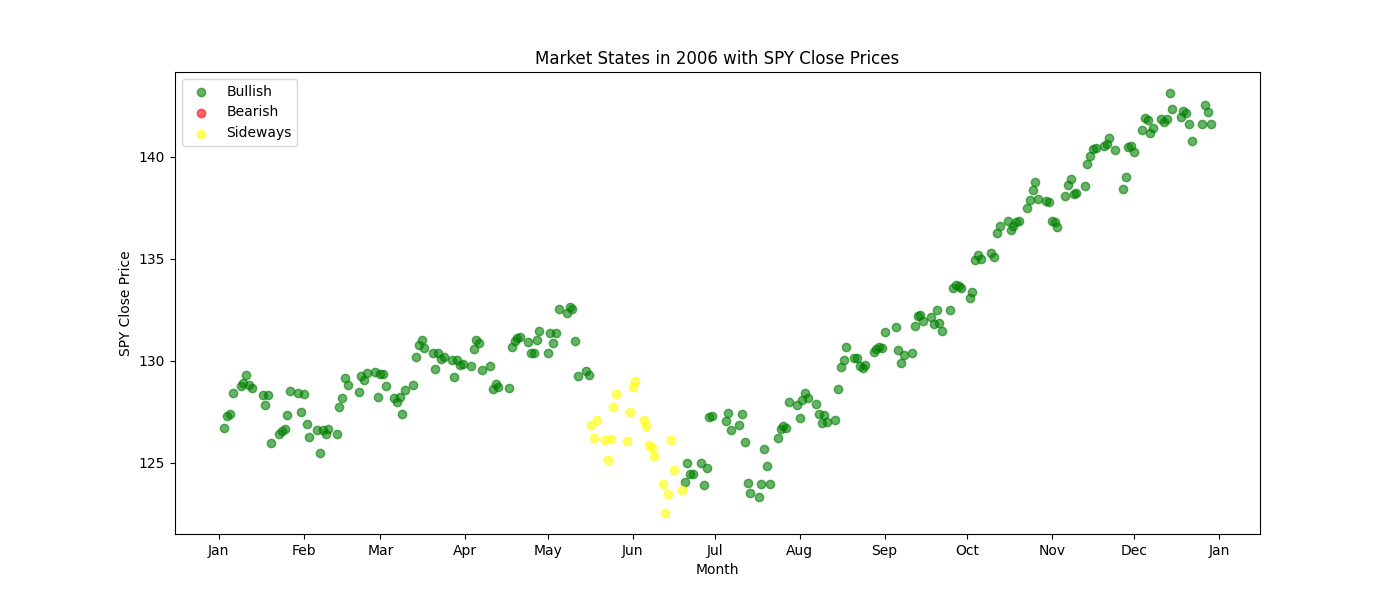 Market States in 2006 with SPY Close Prices
Bullish
Bearish
Sideways
140
135
130
125
SPY Close Price
Jan Feb Mar Apr May Jun Jul Aug Sep Oct Nov Dec Jan
Month